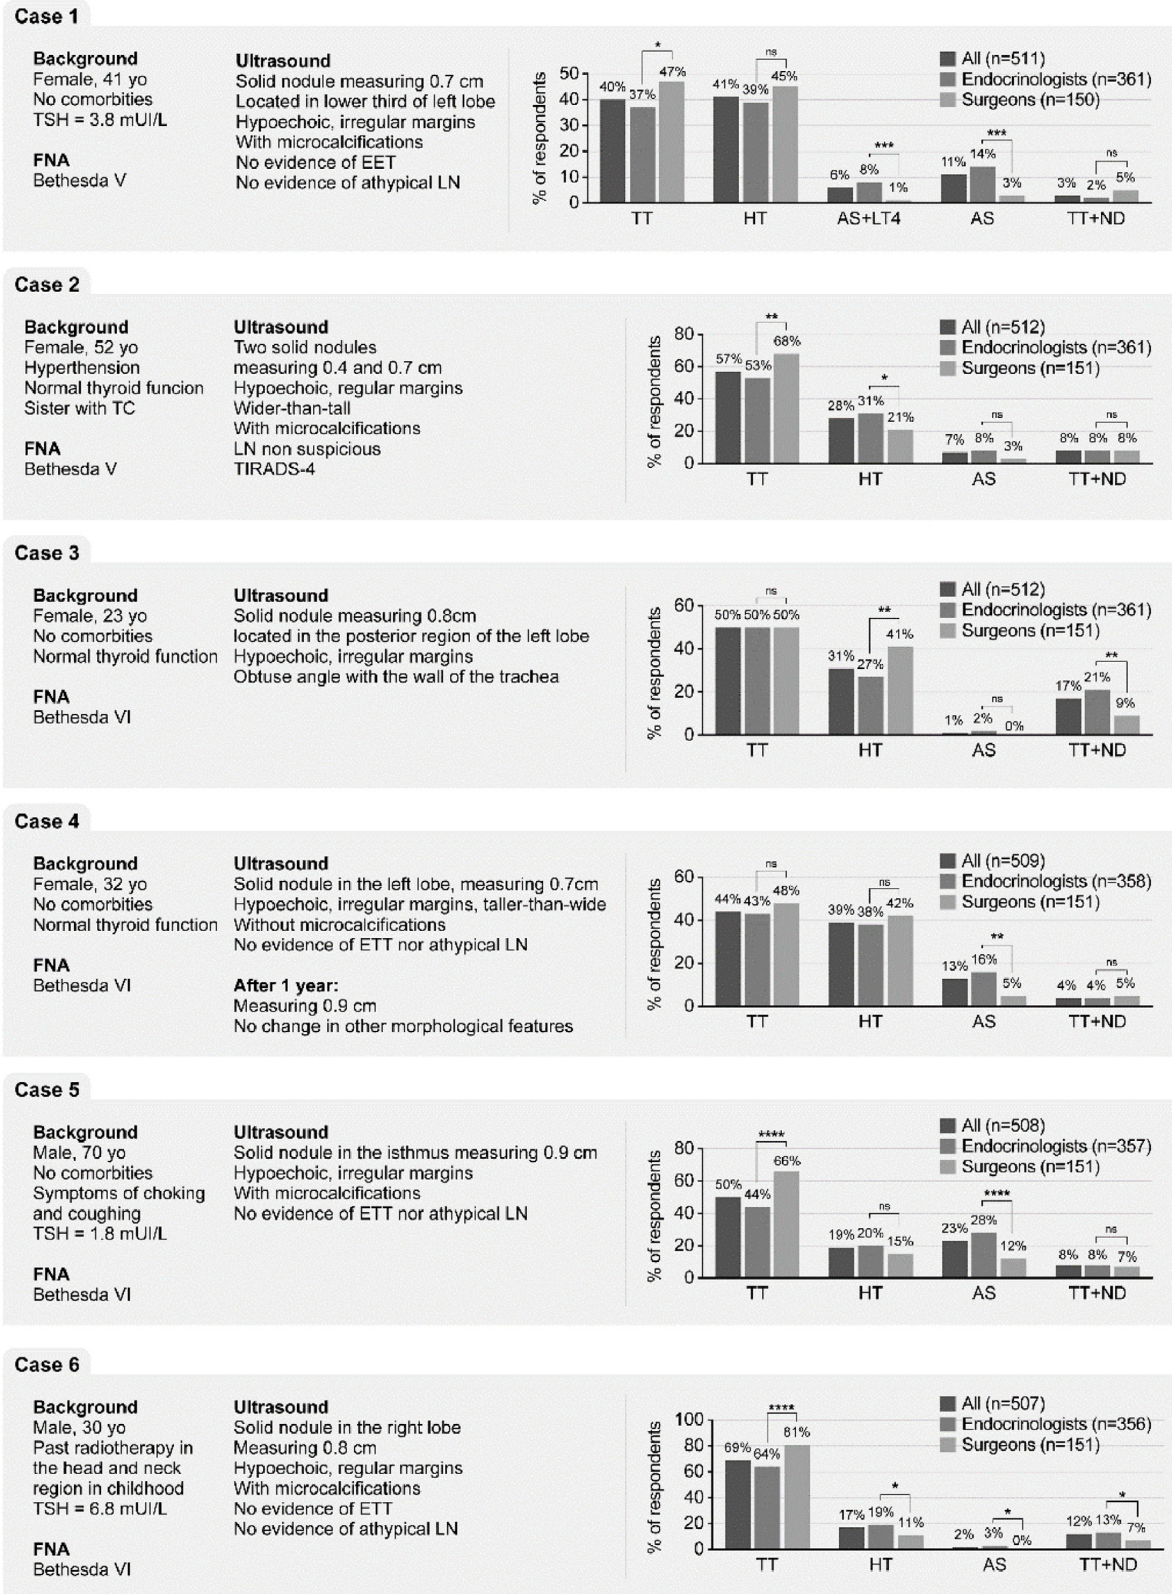 Case 1
Background
Female, 41 yo
No comorbities
TSH = 3.8 mUI/L
FNA
Bethesda V
Ultrasound
Solid nodule measuring 0.7 cm
Located in lower third of left lobe
Hypoechoic, irregular margins
With microcalcifications
No evidence of EET
No evidence of athypical LN
% of respondents
50
40
30
20
10
0
40% 37% 47%
*
41% 39% 45%
ns
6% 8% 1%
***
11% 14% 3%
***
3% 2% 5%
ns
TT HT AS+LT4 AS TT+ND
All (n=511)
Endocrinologists (n=361)
Surgeons (n=150)
Case 2
Background
Female, 52 yo
Hyperthension
Normal thyroid funcion
Sister with TC
FNA
Bethesda V
Ultrasound
Two solid nodules
measuring 0.4 and 0.7 cm
Hypoechoic, regular margins
Wider-than-tall
With microcalcifications
LN non suspicious
TIRADS-4
% of respondents
80
60
40
20
0
57% 53% 68%
**
28% 31% 21%
*
7% 8% 3%
ns
8% 8% 8%
ns
TT HT AS TT+ND
All (n=512)
Endocrinologists (n=361)
Surgeons (n=151)
Case 3
Background
Female, 23 yo
No comorbities
Normal thyroid function
FNA
Bethesda VI
Ultrasound
Solid nodule measuring 0.8cm
located in the posterior region of the left lobe
Hypoechoic, irregular margins
Obtuse angle with the wall of the trachea
% of respondents
60
40
20
0
50% 50% 50%
ns
31% 27% 41%
**
1% 2% 0%
ns
17% 21% 9%
**
TT HT AS TT+ND
All (n=512)
Endocrinologists (n=361)
Surgeons (n=151)
Case 4
Background
Female, 32 yo
No comorbities
Normal thyroid function
FNA
Bethesda VI
Ultrasound
Solid nodule in the left lobe, measuring 0.7cm
Hypoechoic, irregular margins, taller-than-wide
Without microcalcifications
No evidence of ETT nor athypical LN
After 1 year:
Measuring 0.9 cm
No change in other morphological features
% of respondents
60
40
20
0
44% 43% 48%
ns
39% 38% 42%
ns
13% 16% 5%
**
4% 4% 5%
ns
TT HT AS TT+ND
All (n=509)
Endocrinologists (n=358)
Surgeons (n=151)
Case 5
Background
Male, 70 yo
No comorbities
Symptoms of choking
and coughing
TSH = 1.8 mUI/L
FNA
Bethesda VI
Ultrasound
Solid nodule in the isthmus measuring 0.9 cm
Hypoechoic, irregular margins
With microcalcifications
No evidence of ETT nor athypical LN
% of respondents
80
60
40
20
0
50% 44% 66%
****
19% 20% 15%
ns
23% 28% 12%
****
8% 8% 7%
ns
TT HT AS TT+ND
All (n=508)
Endocrinologists (n=357)
Surgeons (n=151)
Case 6
Background
Male, 30 yo
Past radiotherapy in
the head and neck
region in childhood
TSH = 6.8 mUI/L
FNA
Bethesda VI
Ultrasound
Solid nodule in the right lobe
Measuring 0.8 cm
Hypoechoic, regular margins
With microcalcifications
No evidence of ETT
No evidence of athypical LN
% of respondents
100
80
60
40
20
0
69% 64% 81%
****
17% 19% 11%
*
2% 3% 0%
*
12% 13% 7%
*
TT HT AS TT+ND
All (n=507)
Endocrinologists (n=356)
Surgeons (n=151)